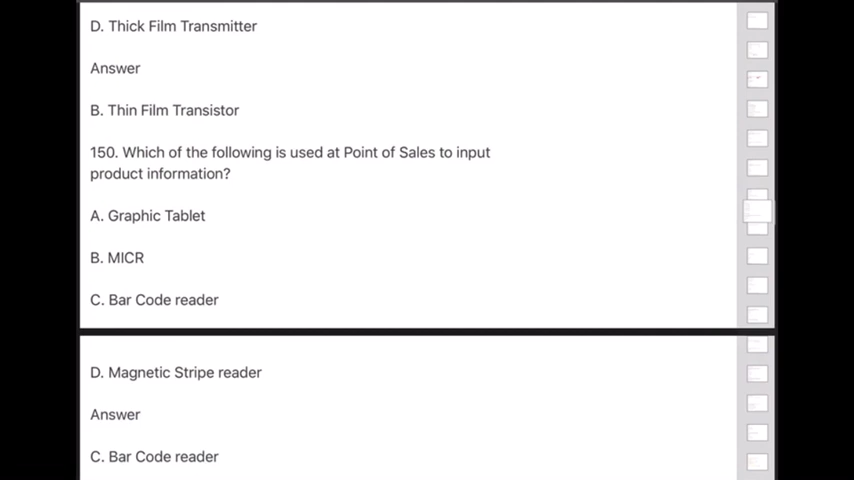 D. Thick Film Transmitter
Answer
B. Thin Film Transistor
150. Which of the following is used at Point of Sales to input
product information?
A. Graphic Tablet
B. MICR
C. Bar Code reader
D. Magnetic Stripe reader
Answer
C. Bar Code reader